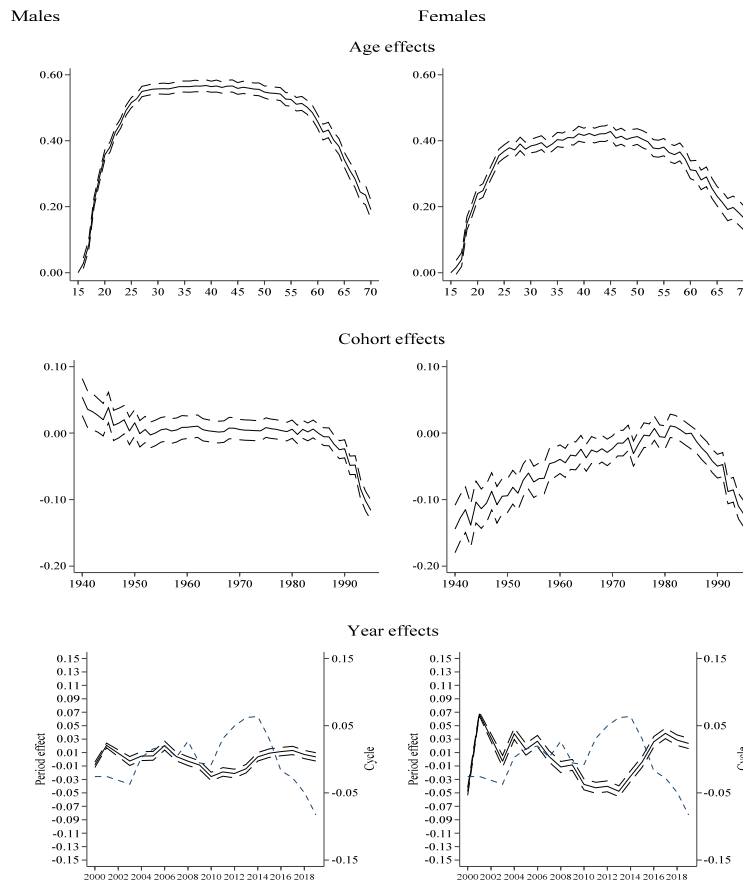 Males Females
Age effects
0.60 0.60
0.40 0.40
0.20 0.20
0.00 0.00
15 20 25 30 35 40 45 50 55 60 65 70 15 20 25 30 35 40 45 50 55 60 65
Cohort effects
0.10 0.10
0.00 0.00
-0.10 -0.10
-0.20 -0.20
1940 1950 1960 1970 1980 1990 1940 1950 1960 1970 1980 1990
Year effects
0.15 0.15 0.15 0.15
0.13 0.13
0.11 0.11
0.09 0.09
0.07 0.07
0.05 0.05 0.05 0.05
0.03 0.03
0.01 0.01
-0.01 -0.01
-0.03 -0.03
-0.05 -0.05 -0.05 -0.05
-0.07 -0.07
-0.09 -0.09
-0.11 -0.11
-0.13 -0.13
-0.15 -0.15 -0.15 -0.15
Period effect Cycle Period effect Cycle
2000 2002 2004 2006 2008 2010 2012 2014 2016 2018 2000 2002 2004 2006 2008 2010 2012 2014 2016 2018